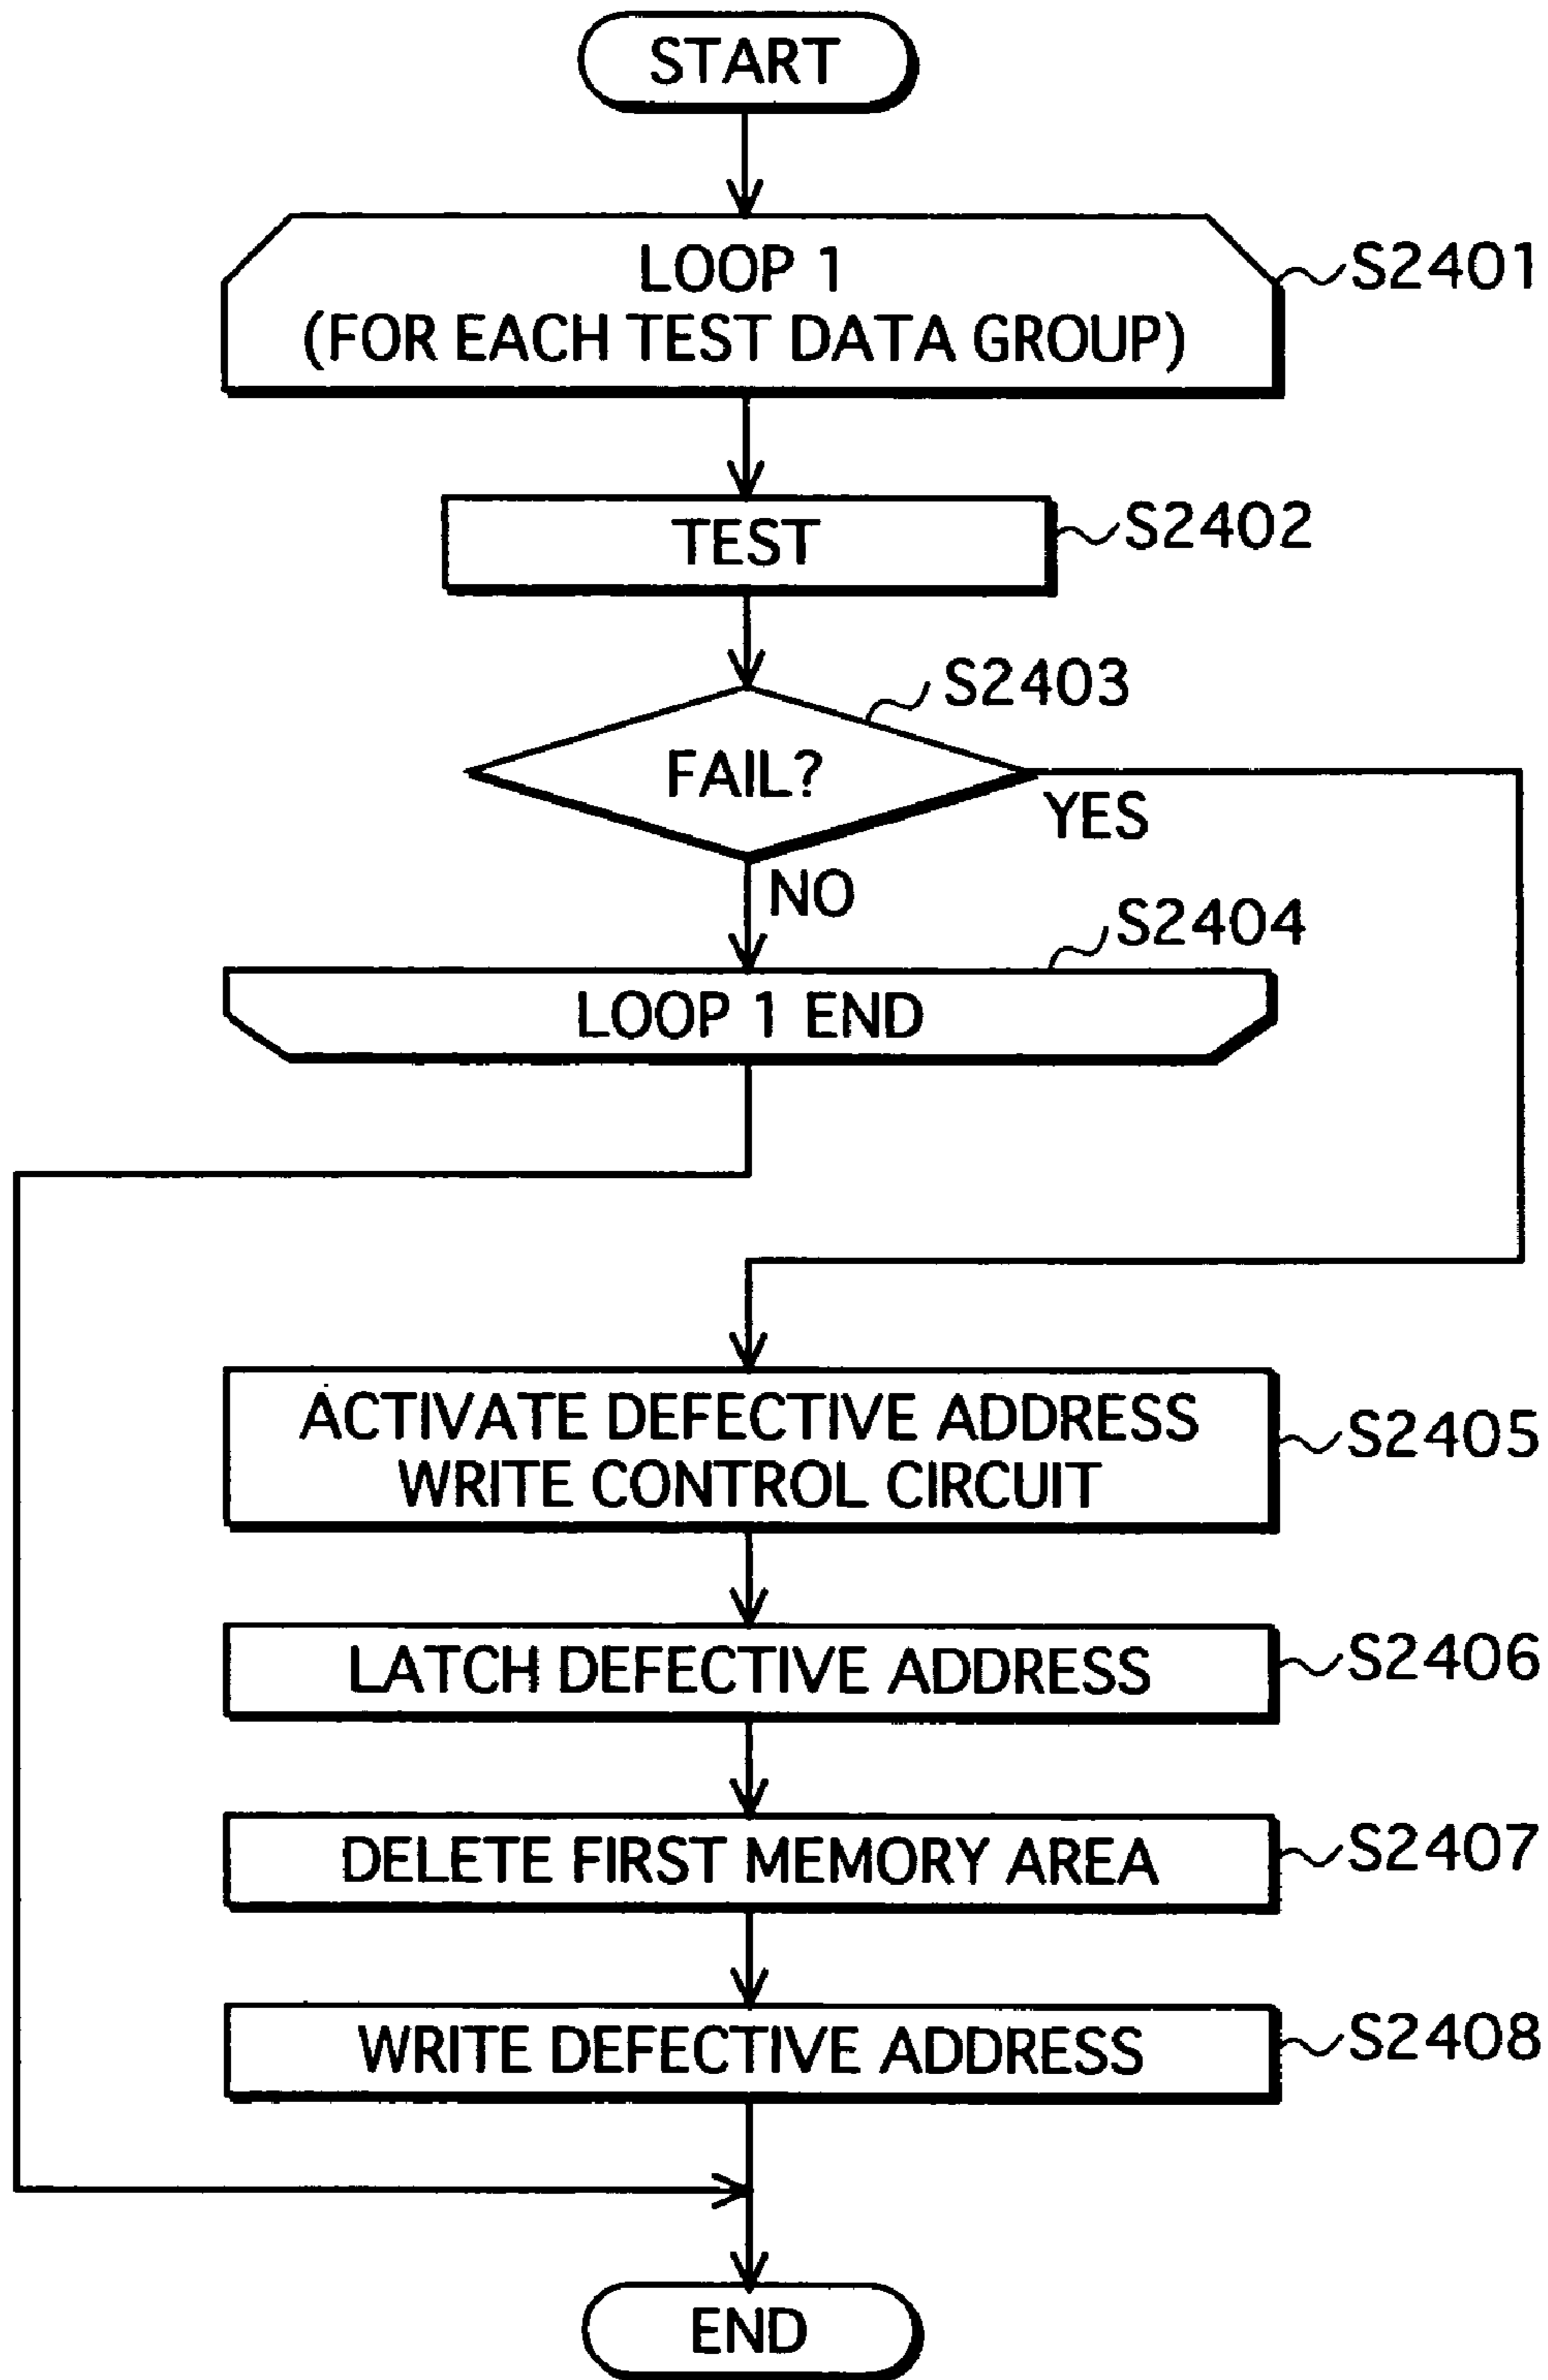 START
LOOP 1
(FOR EACH TEST DATA GROUP)
S2401
TEST
S2402
S2403
FAIL?
YES
NO
S2404
LOOP 1 END
ACTIVATE DEFECTIVE ADDRESS
WRITE CONTROL CIRCUIT
S2405
LATCH DEFECTIVE ADDRESS
S2406
DELETE FIRST MEMORY AREA
S2407
WRITE DEFECTIVE ADDRESS
S2408
END